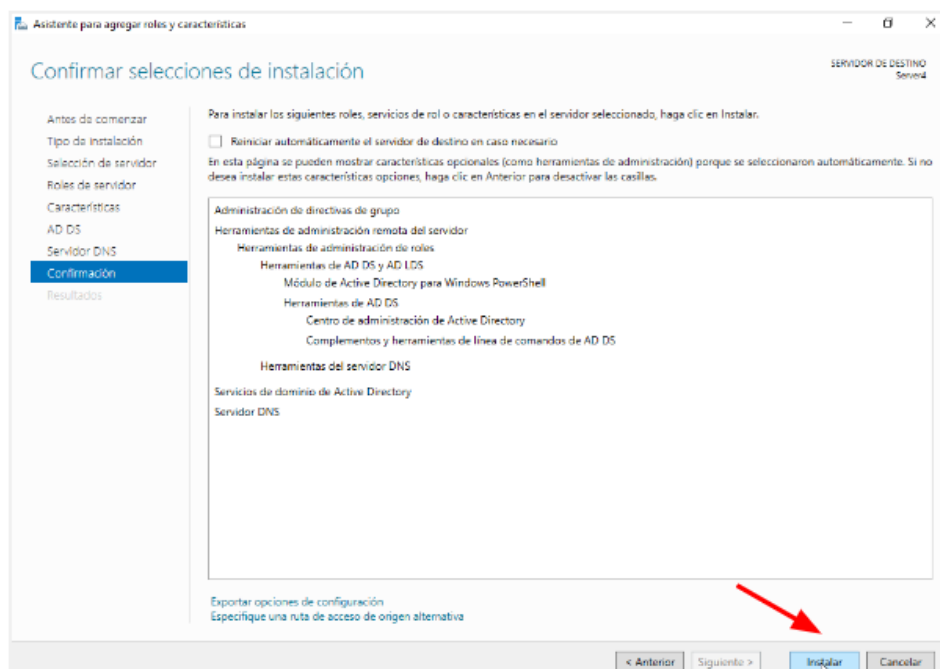 Asistente para agregar roles y características
Confirmar selecciones de instalación
SERVIDOR DE DESTINO
Server4
Antes de comenzar
Tipo de instalación
Selección de servidor
Roles de servidor
Características
AD DS
Servidor DNS
Confirmación
Resultados
Para instalar los siguientes roles, servicios de rol o características en el servidor seleccionado, haga clic en Instalar.
Reiniciar automáticamente el servidor de destino en caso necesario
En esta página se pueden mostrar características opcionales (como herramientas de administración) porque se seleccionaron automáticamente. Si no
desea instalar estas características opciones, haga clic en Anterior para desactivar las casillas.
Administración de directivas de grupo
Herramientas de administración remota del servidor
Herramientas de administración de roles
Herramientas de AD DS y AD LDS
Módulo de Active Directory para Windows PowerShell
Herramientas de AD DS
Centro de administración de Active Directory
Complementos y herramientas de línea de comandos de AD DS
Herramientas del servidor DNS
Servicios de dominio de Active Directory
Servidor DNS
Exportar opciones de configuración
Especifique una ruta de acceso de origen alternativa
< Anterior
Siguiente >
Instalar
Cancelar